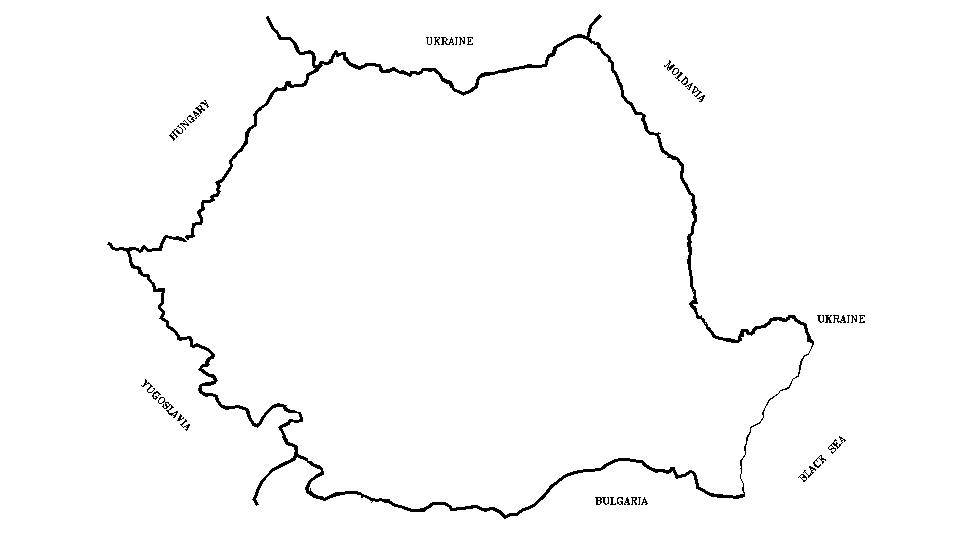 UKRAINE
MOLDAVIA
HUNGARY
UKRAINE
YUGOSLAVIA
BLACK SEA
BULGARIA